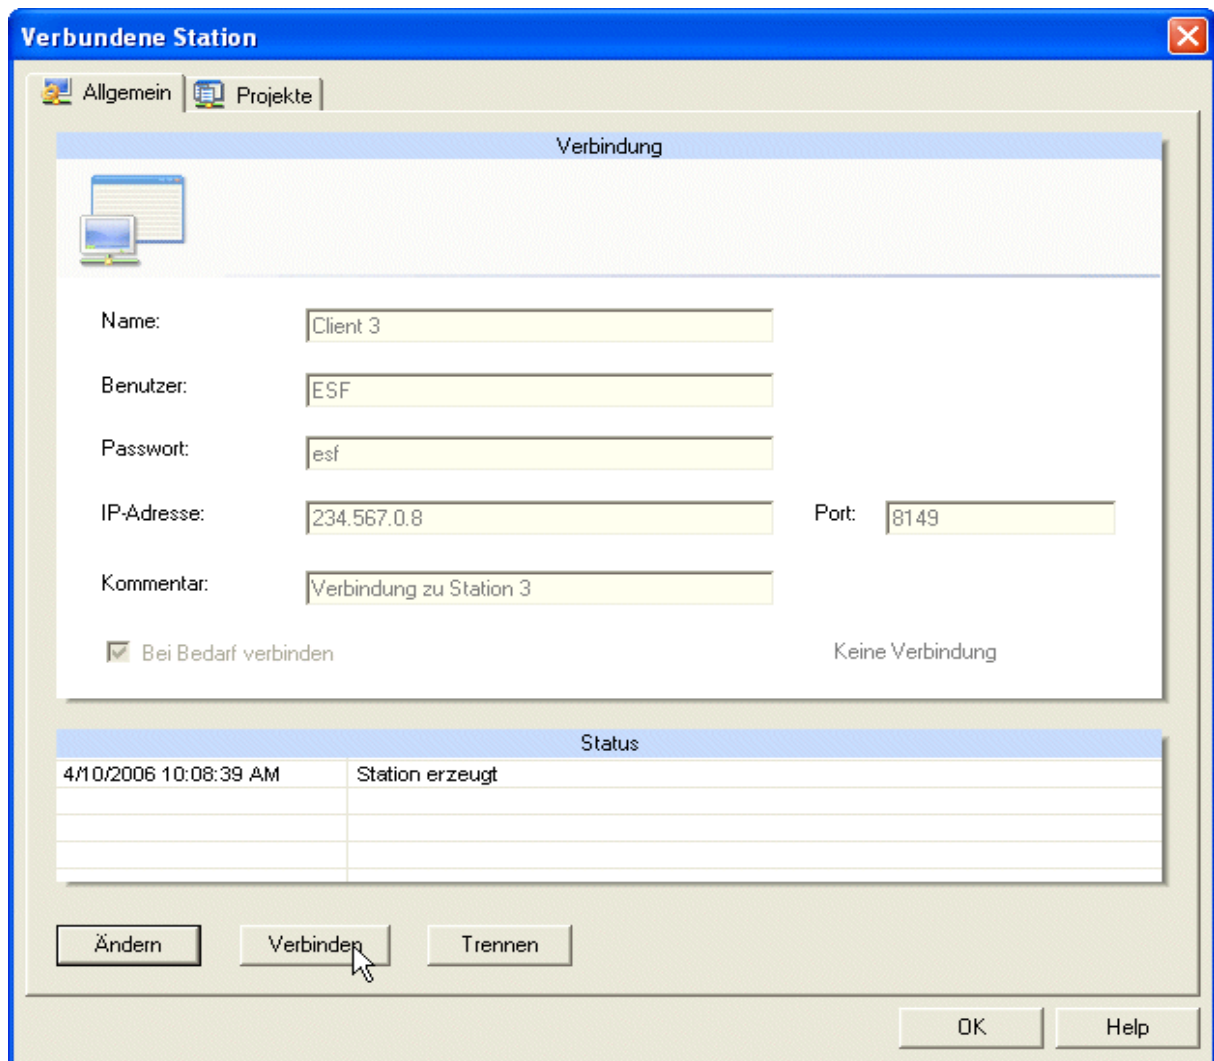 Verbundene Station
Allgemein Projekte
Verbindung
Name: Client 3
Benutzer: ESF
Passwort: esf
IP-Adresse: 234.567.0.8 Port: 8149
Kommentar: Verbindung zu Station 3
Bei Bedarf verbinden Keine Verbindung
Status
4/10/2006 10:08:39 AM Station erzeugt
Ändern Verbinden Trennen
OK Help